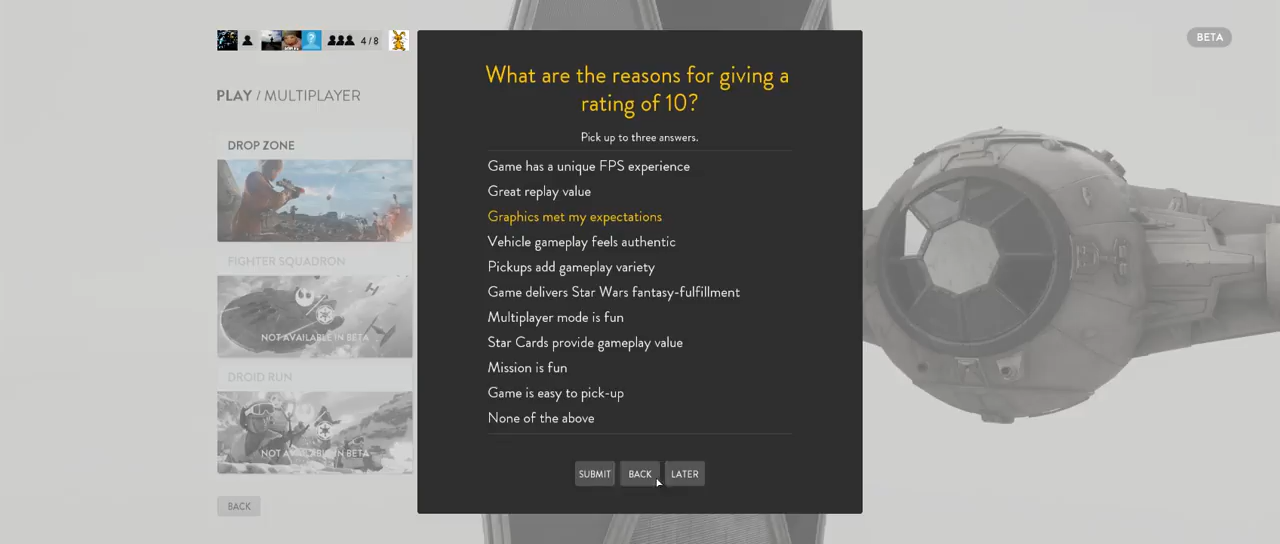 4/8
BETA
PLAY / MULTIPLAYER
DROP ZONE
FIGHTER SQUADRON
NOT AVAILABLE IN BETA
DROID RUN
NOT AVAILABLE IN BETA
BACK
What are the reasons for giving a
rating of 10?
Pick up to three answers.
Game has a unique FPS experience
Great replay value
Graphics met my expectations
Vehicle gameplay feels authentic
Pickups add gameplay variety
Game delivers Star Wars fantasy-fulfillment
Multiplayer mode is fun
Star Cards provide gameplay value
Mission is fun
Game is easy to pick-up
None of the above
SUBMIT BACK LATER